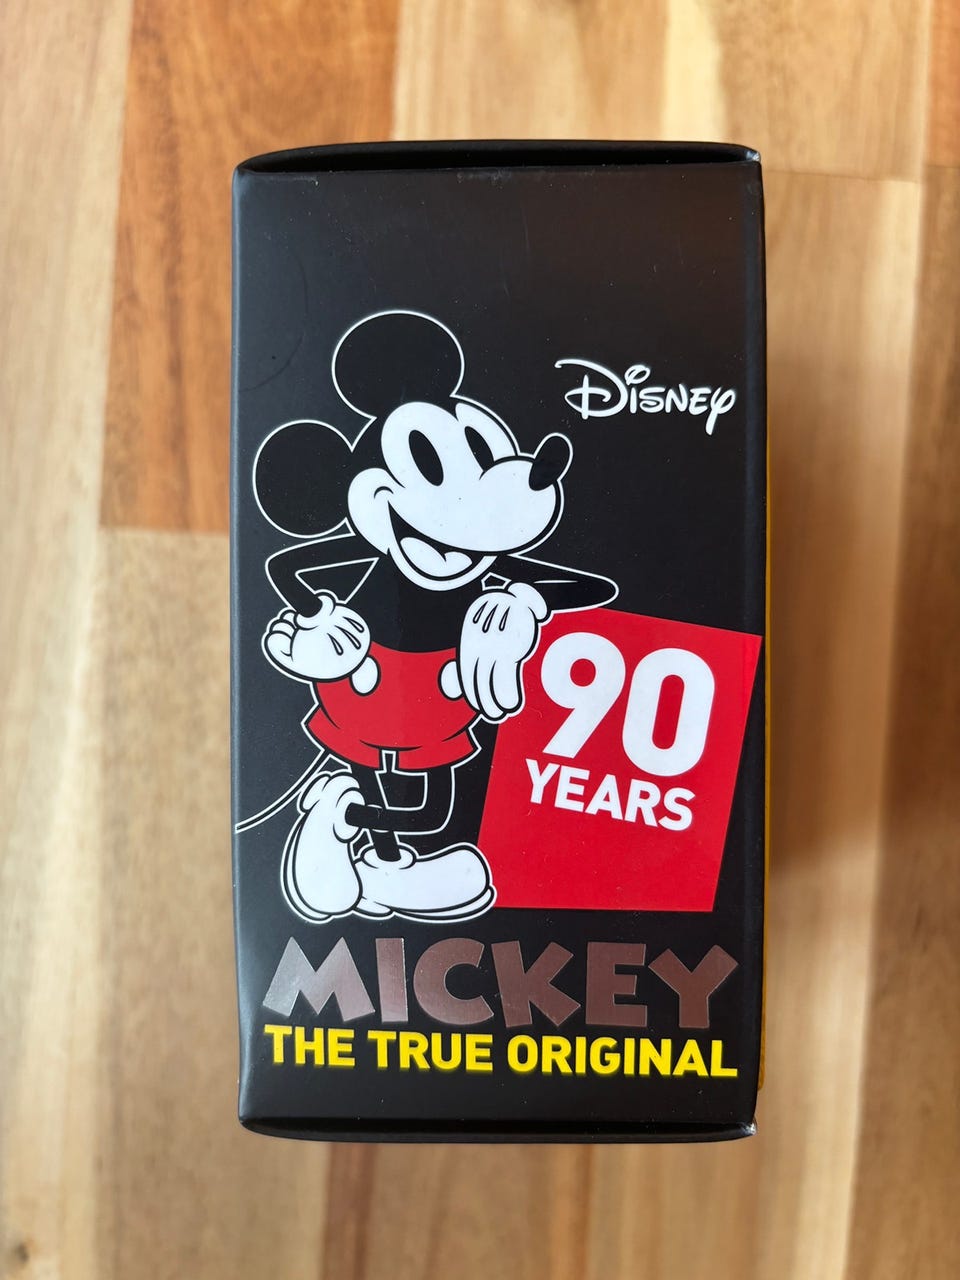 Disney
90
YEARS
MICKEY
THE TRUE ORIGINAL